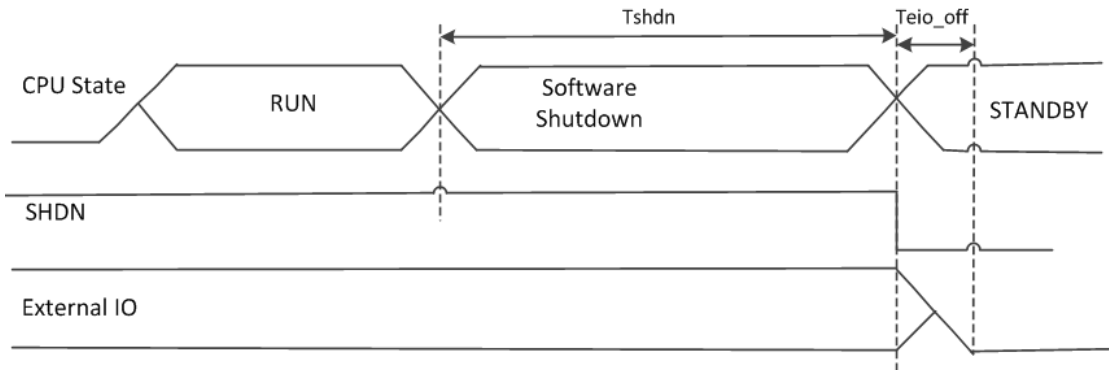 Tshdn
Teio_off
CPU State
RUN
Software
Shutdown
STANDBY
SHDN
External IO